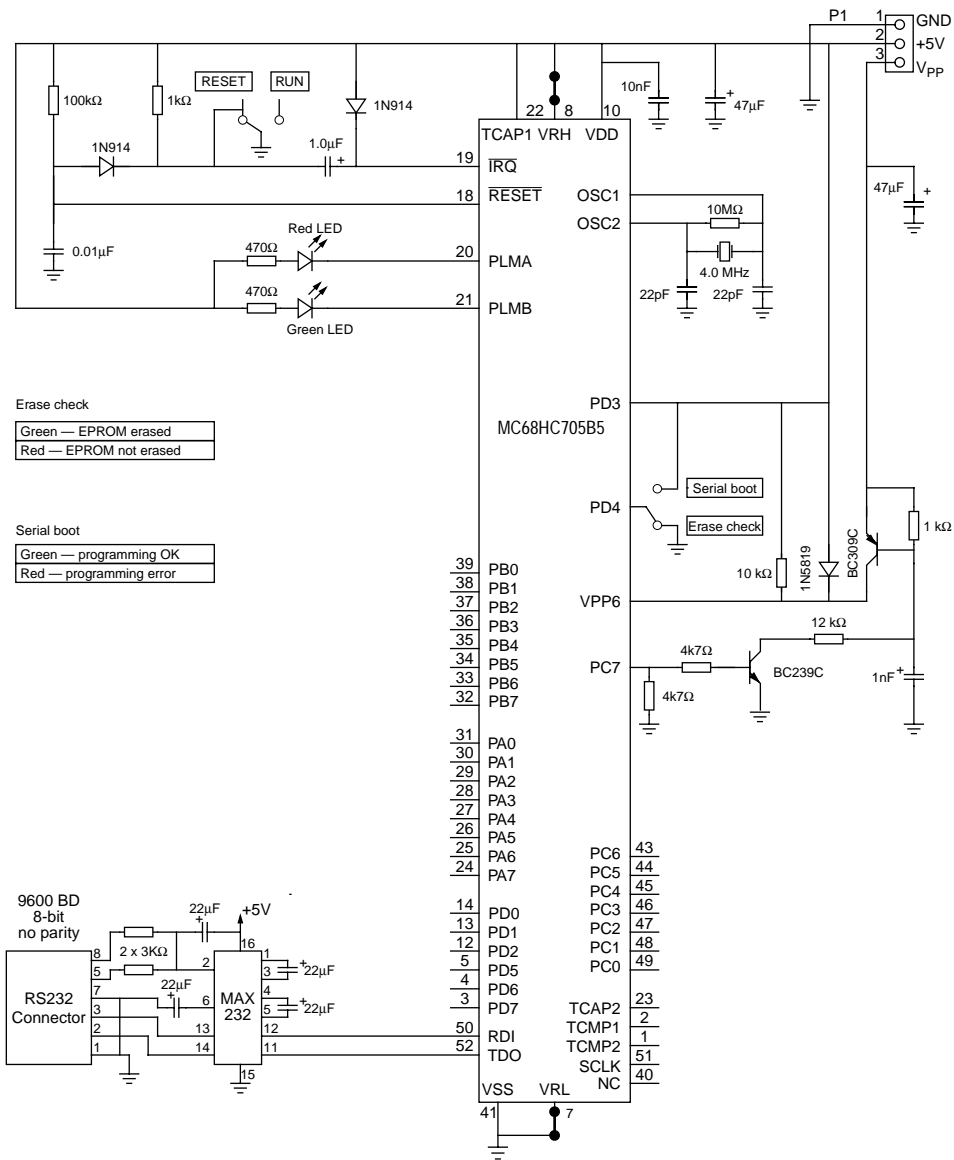 P1
1
GND
2
+5V
3
VPP
100kΩ
1kΩ
RESET
RUN
1N914
10nF
47µF
+
22
8
10
TCAP1
VRH
VDD
1N914
1.0µF
+
19
IRQ
18
RESET
OSC1
OSC2
10MΩ
47µF
+
4.0 MHz
22pF
22pF
0.01µF
Red LED
470Ω
20
PLMA
470Ω
21
PLMB
Green LED
PD3
MC68HC705B5
Erase check
Green — EPROM erased
Red — EPROM not erased
Serial boot
PD4
Erase check
Serial boot
Green — programming OK
Red — programming error
1 kΩ
10 kΩ
1N5819
BC309C
VPP6
12 kΩ
PC7
4k7Ω
4k7Ω
BC239C
1nF
+
39
PB0
38
PB1
37
PB2
36
PB3
35
PB4
34
PB5
33
PB6
32
PB7
31
PA0
30
PA1
29
PA2
28
PA3
27
PA4
26
PA5
25
PA6
24
PA7
PC6
43
PC5
44
PC4
45
PC3
46
PC2
47
PC1
48
PC0
49
14
PD0
13
PD1
12
PD2
5
PD5
4
PD6
3
PD7
TCAP2
23
TCMP1
2
TCMP2
1
SCLK
51
NC
40
50
RDI
52
TDO
9600 BD
8-bit
no parity
22µF
+
+5V
16
8
5
7
3
2
1
2 x 3KΩ
22µF
+
RS232
Connector
2
6
13
14
MAX
232
1
3
4
5
12
11
15
+
22µF
+
22µF
VSS
VRL
41
7